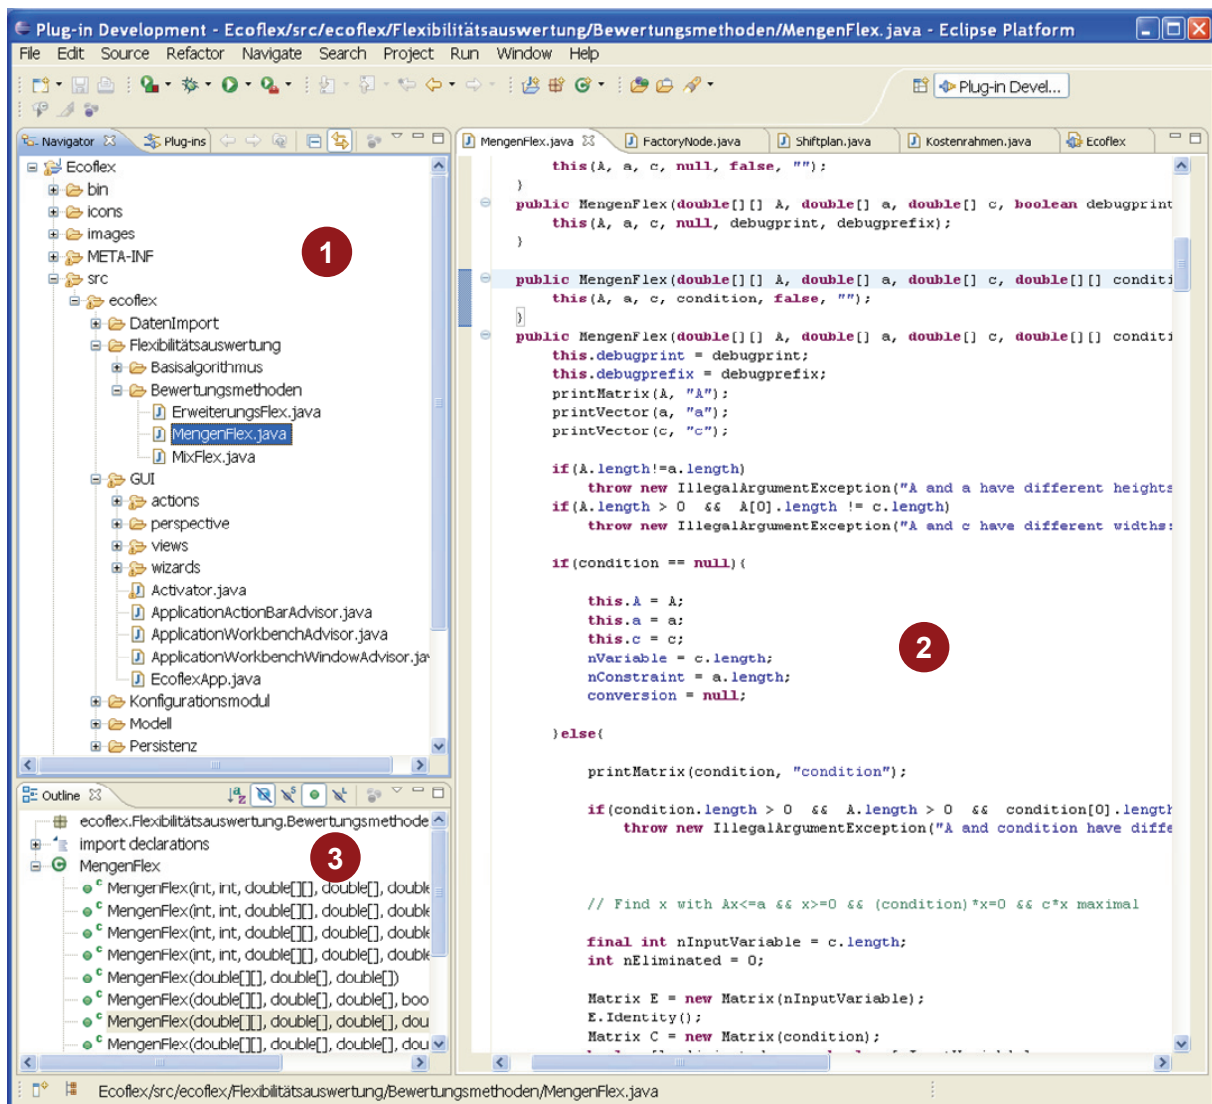 Plug-in Development - Ecoflex/src/ecoflex/Flexibilitätsauswertung/Bewertungsmethoden/MengenFlex.java - Eclipse Platform
File Edit Source Refactor Navigate Search Project Run Window Help
Plug-in Devel...
Navigator Plug-ins
Ecoflex
bin
icons
images
META-INF
1
src
ecoflex
DatenImport
Flexibilitätsauswertung
Basisalgorithmus
Bewertungsmethoden
ErweiterungsFlex.java
MengenFlex.java
MixFlex.java
GUI
actions
perspective
views
wizards
Activator.java
ApplicationActionBarAdvisor.java
ApplicationWorkbenchAdvisor.java
ApplicationWorkbenchWindowAdvisor.ja
EcoflexApp.java
Konfigurationsmodul
Modell
Persistenz
Outline
ecoflex.Flexibilitätsauswertung.Bewertungsmethode
import declarations
3
MengenFlex
MengenFlex(int, int, double[][], double[], double
MengenFlex(int, int, double[][], double[], double
MengenFlex(int, int, double[][], double[], double
MengenFlex(int, int, double[][], double[], double
MengenFlex(double[][], double[], double[])
MengenFlex(double[][], double[], double[], boo
MengenFlex(double[][], double[], double[], dou
MengenFlex(double[][], double[], double[], dou
MengenFlex.java FactoryNode.java Shiftplan.java Kostenrahmen.java Ecoflex
this(A, a, c, null, false, "");
}
public MengenFlex(double[][] A, double[] a, double[] c, boolean debugprint
this(A, a, c, null, debugprint, debugprefix);
}
public MengenFlex(double[][] A, double[] a, double[] c, double[][] conditi
this(A, a, c, condition, false, "");
}
public MengenFlex(double[][] A, double[] a, double[] c, double[][] conditi
this.debugprint = debugprint;
this.debugprefix = debugprefix;
printMatrix(A, "A");
printVector(a, "a");
printVector(c, "c");
if(A.length!=a.length)
throw new IllegalArgumentException("A and a have different heights
if(A.length > 0 && A[0].length != c.length)
throw new IllegalArgumentException("A and c have different widths:
if(condition == null){
this.A = A;
this.a = a;
this.c = c;
2
nVariable = c.length;
nConstraint = a.length;
conversion = null;
}else{
printMatrix(condition, "condition");
if(condition.length > 0 && A.length > 0 && condition[0].length
throw new IllegalArgumentException("A and condition have diffe
// Find x with Ax<=a && x>=0 && (condition)*x=0 && c*x maximal
final int nInputVariable = c.length;
int nEliminated = 0;
Matrix E = new Matrix(nInputVariable);
E.Identity();
Matrix C = new Matrix(condition);
Ecoflex/src/ecoflex/Flexibilitätsauswertung/Bewertungsmethoden/MengenFlex.java